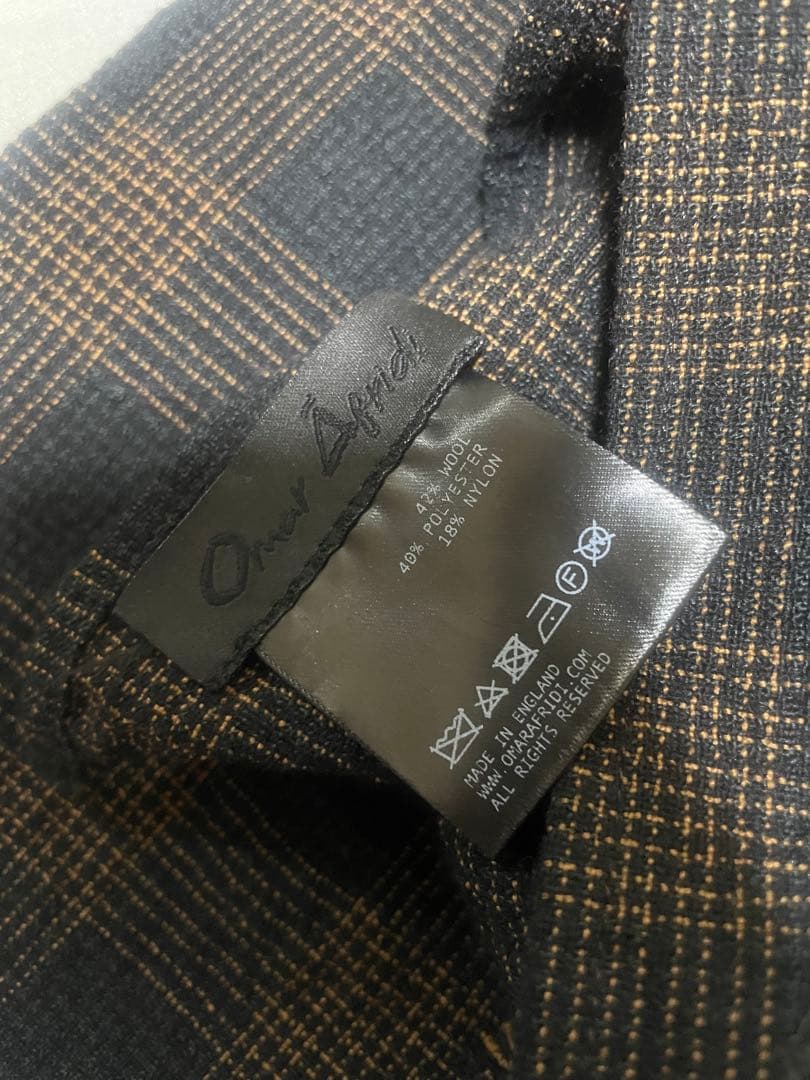 Omar Afridi
42% WOOL
40% POLYESTER
18% NYLON
F
MADE IN ENGLAND
WWW.OMARAFRIDI.COM
ALL RIGHTS RESERVED